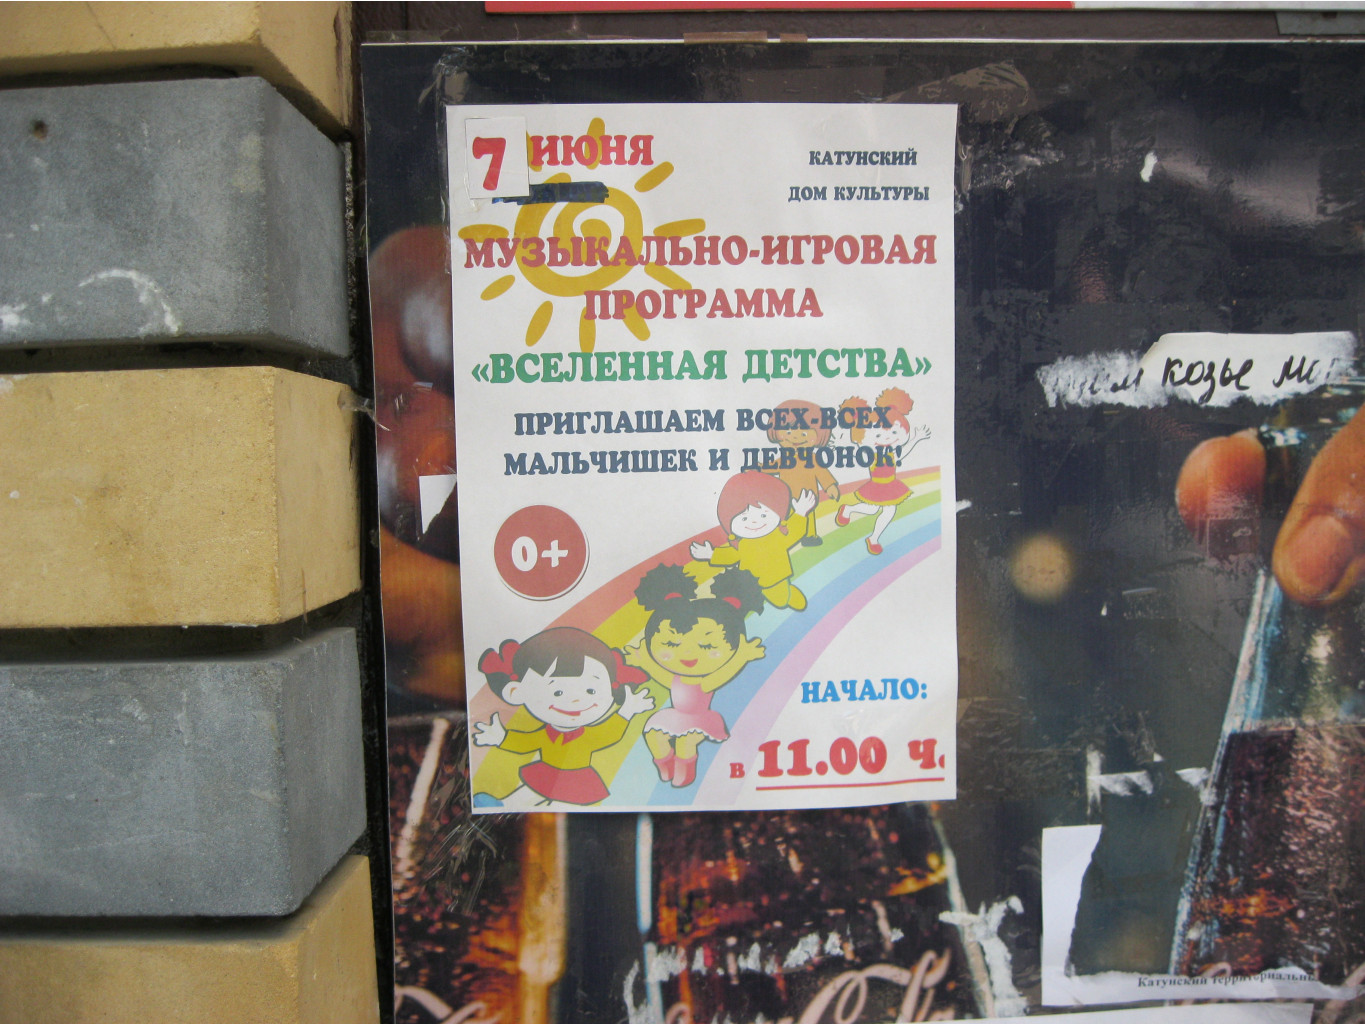 7 ИЮНЯ
КАТУНСКИЙ
ДОМ КУЛЬТУРЫ
МУЗЫКАЛЬНО-ИГРОВАЯ
ПРОГРАММА
«ВСЕЛЕННАЯ ДЕТСТВА»
ПРИГЛАШАЕМ ВСЕХ-ВСЕХ
МАЛЬЧИШЕК И ДЕВЧОНОК!
0+
НАЧАЛО:
в 11.00 ч.
козье
Катунский территориальны